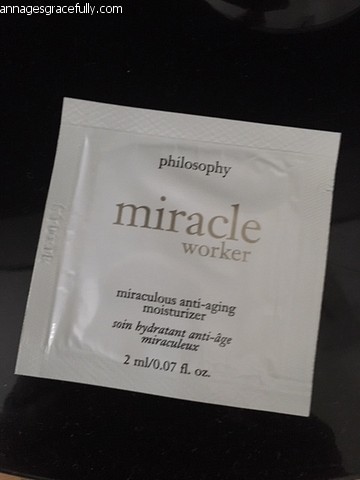 annagesgracefully.com
philosophy
miracle
worker
miraculous anti-aging
moisturizer
soin hydratant anti-âge
miraculeux
2 ml/0.07 fl. oz.